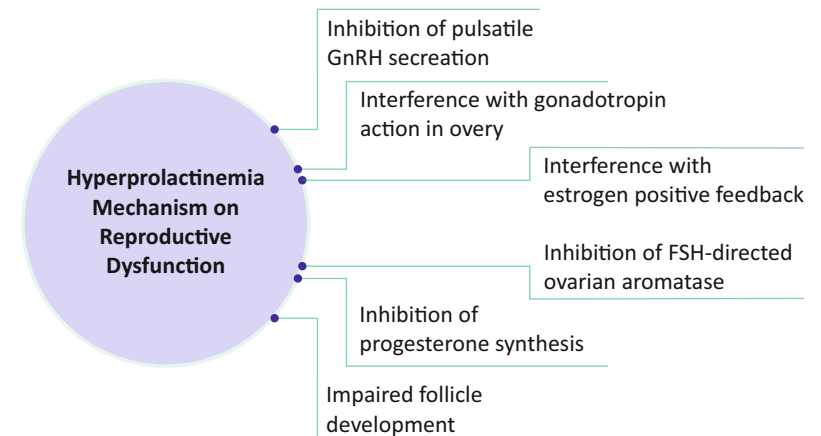 Inhibition of pulsatile
GnRH secreation
Interference with gonadotropin
action in overy
Interference with
estrogen positive feedback
Hyperprolactinemia
Mechanism on
Reproductive
Dysfunction
Inhibition of FSH-directed
ovarian aromatase
Inhibition of
progesterone synthesis
Impaired follicle
development